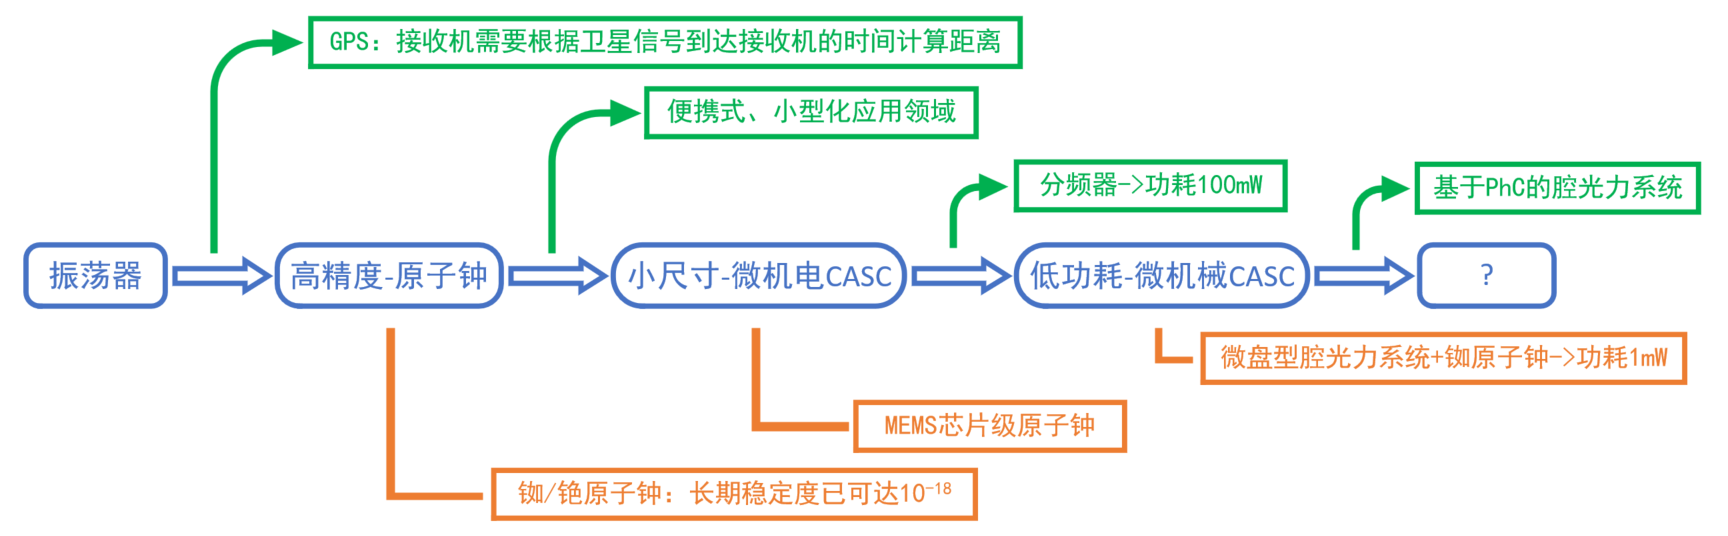 GPS：接收机需要根据卫星信号到达接收机的时间计算距离
便携式、小型化应用领域
分频器->功耗100mW
基于PhC的腔光力系统
振荡器
高精度-原子钟
小尺寸-微机电CASC
低功耗-微机械CASC
?
微盘型腔光力系统+铷原子钟->功耗1mW
MEMS芯片级原子钟
铷/铯原子钟：长期稳定度已可达10⁻¹⁸